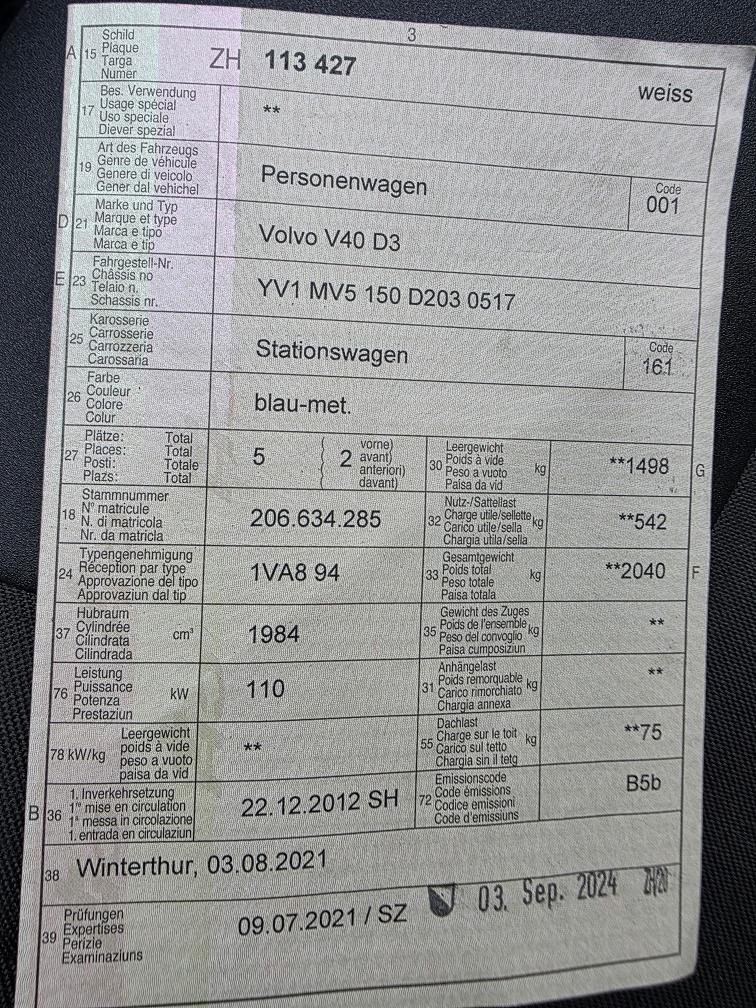 3
A 15 Schild
Plaque
Targa
Numer
ZH 113 427
weiss
17 Bes. Verwendung
Usage spécial
Uso speciale
Diever spezial
**
19 Art des Fahrzeugs
Genre de véhicule
Genere di veicolo
Gener dal vehichel
Personenwagen
Code
001
D 21 Marke und Typ
Marque et type
Marca e tipo
Marca e tip
Volvo V40 D3
E 23 Fahrgestell-Nr.
Châssis no
Telaio n.
Schassis nr.
YV1 MV5 150 D203 0517
25 Karosserie
Carrosserie
Carrozzeria
Carossaria
Stationswagen
Code
161
26 Farbe
Couleur
Colore
Colur
blau-met.
27 Plätze: Total
Places: Total
Posti: Totale
Plazs: Total
5
2 vorne)
avant)
anteriori)
davant)
30 Leergewicht
Poids à vide
Peso a vuoto
Paisa da vid
kg
**1498
G
18 Stammnummer
N° matricule
N. di matricola
Nr. da matricla
206.634.285
32 Nutz-/Sattellast
Charge utile/sellette
Carico utile/sella
Chargia utila/sella
kg
**542
24 Typengenehmigung
Réception par type
Approvazione del tipo
Approvaziun dal tip
1VA8 94
33 Gesamtgewicht
Poids total
Peso totale
Paisa totala
kg
**2040
F
37 Hubraum
Cylindrée
Cilindrata
Cilindrada
cm³
1984
35 Gewicht des Zuges
Poids de l'ensemble
Peso del convoglio
Paisa cumposiziun
kg
**
76 Leistung
Puissance
Potenza
Prestaziun
kW
110
31 Anhängelast
Poids remorquable
Carico rimorchiato
Chargia annexa
kg
**
78 kW/kg Leergewicht
poids à vide
peso a vuoto
paisa da vid
**
55 Dachlast
Charge sur le toit
Carico sul tetto
Chargia sin il tetg
kg
**75
B 36 1. Inverkehrsetzung
1re mise en circulation
1a messa in circolazione
1. entrada en circulaziun
22.12.2012 SH
72 Emissionscode
Code émissions
Codice emissioni
Code d'emissiuns
B5b
38 Winterthur, 03.08.2021
39 Prüfungen
Expertises
Perizie
Examinaziuns
09.07.2021 / SZ
03. Sep. 2024